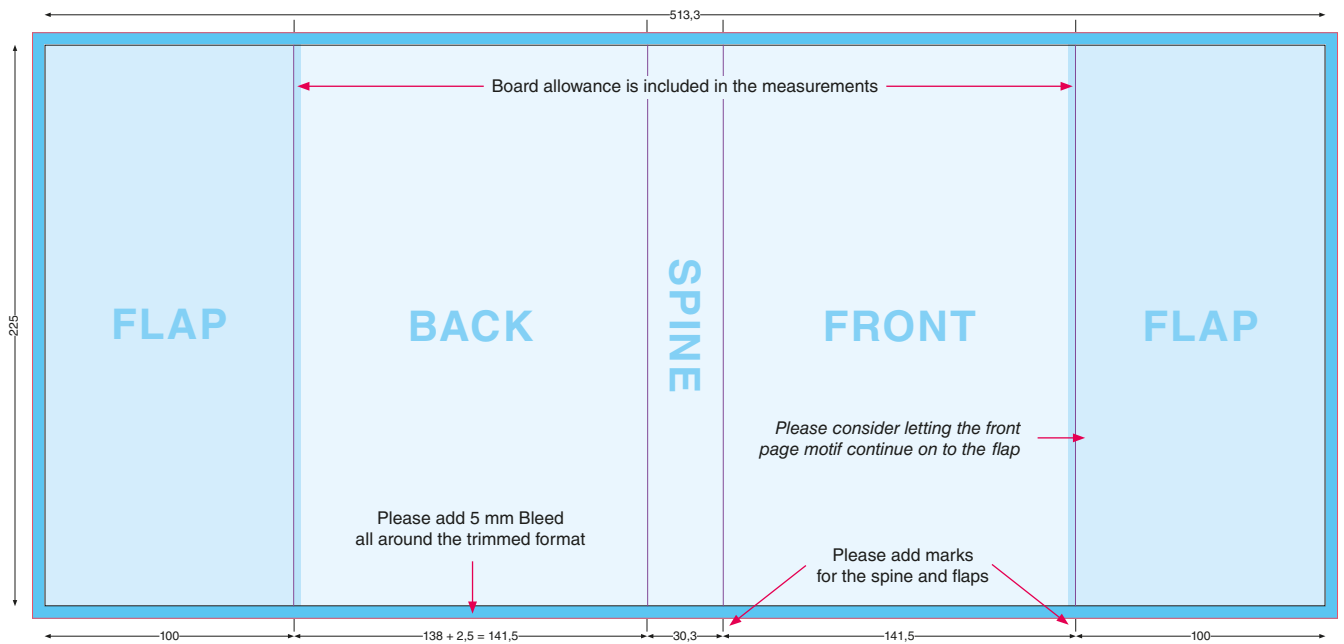 513,3
Board allowance is included in the measurements
225
FLAP
BACK
SPINE
FRONT
FLAP
Please consider letting the front
page motif continue on to the flap
Please add 5 mm Bleed
all around the trimmed format
Please add marks
for the spine and flaps
100
138 + 2,5 = 141,5
30,3
141,5
100